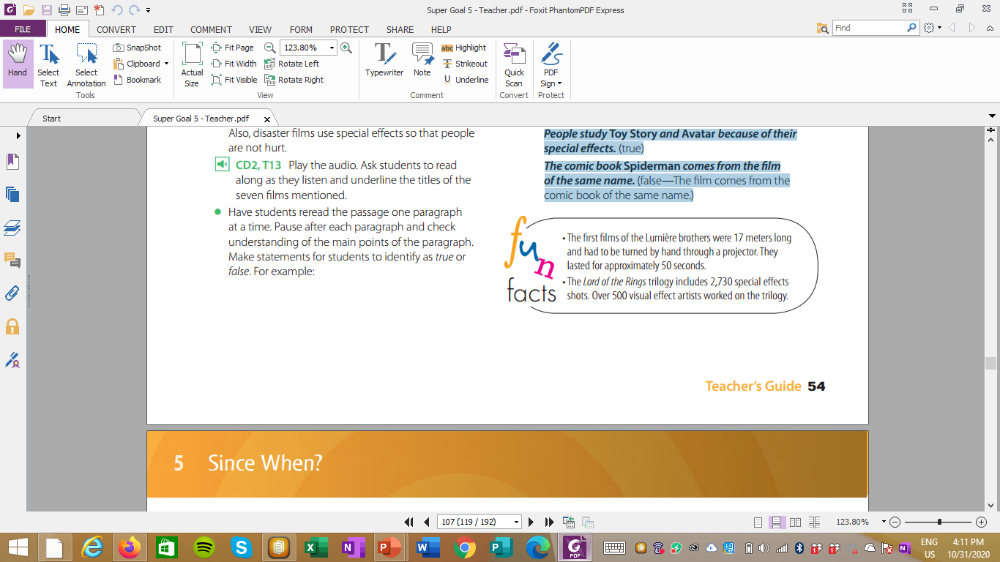 Super Goal 5 - Teacher.pdf - Foxit PhantomPDF Express
FILE
HOME
CONVERT
EDIT
COMMENT
VIEW
FORM
PROTECT
SHARE
HELP
Find
Hand
Select
Text
Select
Annotation
SnapShot
Clipboard
Bookmark
Tools
Actual
Size
Fit Page
Fit Width
Fit Visible
123.80%
Rotate Left
Rotate Right
View
Typewriter
Note
abc Highlight
T Strikeout
U Underline
Comment
Quick
Scan
Convert
PDF
Sign
Protect
Start
Super Goal 5 - Teacher.pdf
Also, disaster films use special effects so that people
are not hurt.
CD2, T13 Play the audio. Ask students to read
along as they listen and underline the titles of the
seven films mentioned.
• Have students reread the passage one paragraph
at a time. Pause after each paragraph and check
understanding of the main points of the paragraph.
Make statements for students to identify as true or
false. For example:
People study Toy Story and Avatar because of their
special effects. (true)
The comic book Spiderman comes from the film
of the same name. (false—The film comes from the
comic book of the same name.)
fun
facts
• The first films of the Lumière brothers were 17 meters long
and had to be turned by hand through a projector. They
lasted for approximately 50 seconds.
• The Lord of the Rings trilogy includes 2,730 special effects
shots. Over 500 visual effect artists worked on the trilogy.
Teacher's Guide 54
5 Since When?
107 (119 / 192)
123.80%
PDF
ENG
US
4:11 PM
10/31/2020